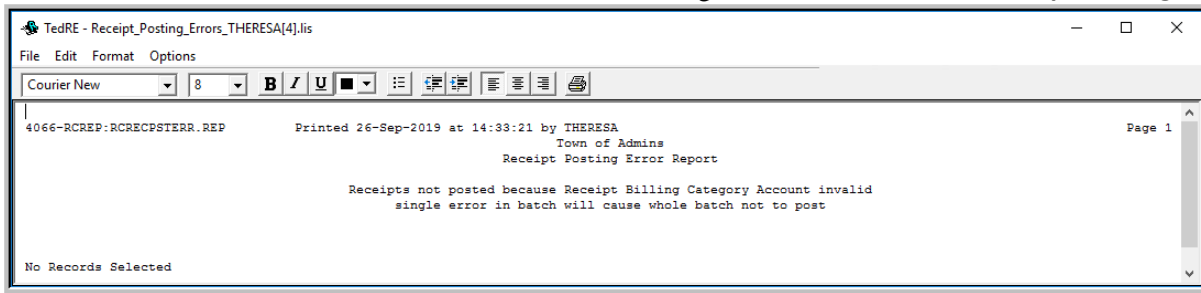 TedRE - Receipt_Posting_Errors_THERESA[4].lis
File Edit Format Options
Courier New 8 B I U
4066-RCREP:RCRECPSTERR.REP Printed 26-Sep-2019 at 14:33:21 by THERESA Page 1
Town of Admins
Receipt Posting Error Report
Receipts not posted because Receipt Billing Category Account invalid
single error in batch will cause whole batch not to post
No Records Selected